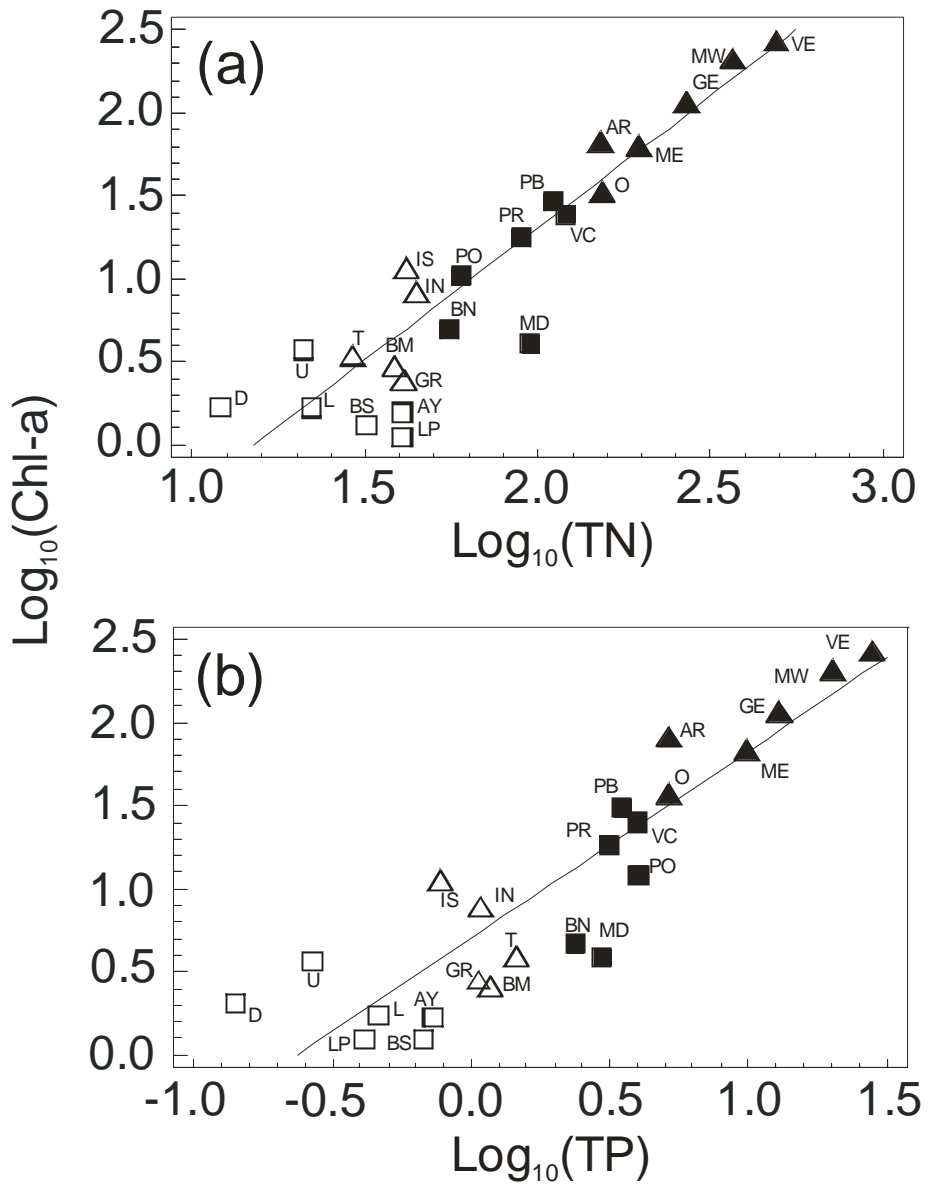 2.5
(a)
MW
VE
GE
2.0
AR
ME
PB
O
1.5
PR
VC
PO
IS
1.0
IN
BN
MD
T
BM
0.5
U
GR
D
L
BS
AY
LP
0.0
1.0 1.5 2.0 2.5 3.0
Log10(TN)
Log10(Chl-a)
2.5
(b)
VE
MW
GE
2.0
AR
ME
O
PB
1.5
PR
VC
PO
1.0
IS
IN
BN
MD
T
0.5
U
GR
BM
D
L
AY
LP
BS
0.0
-1.0 -0.5 0.0 0.5 1.0 1.5
Log10(TP)